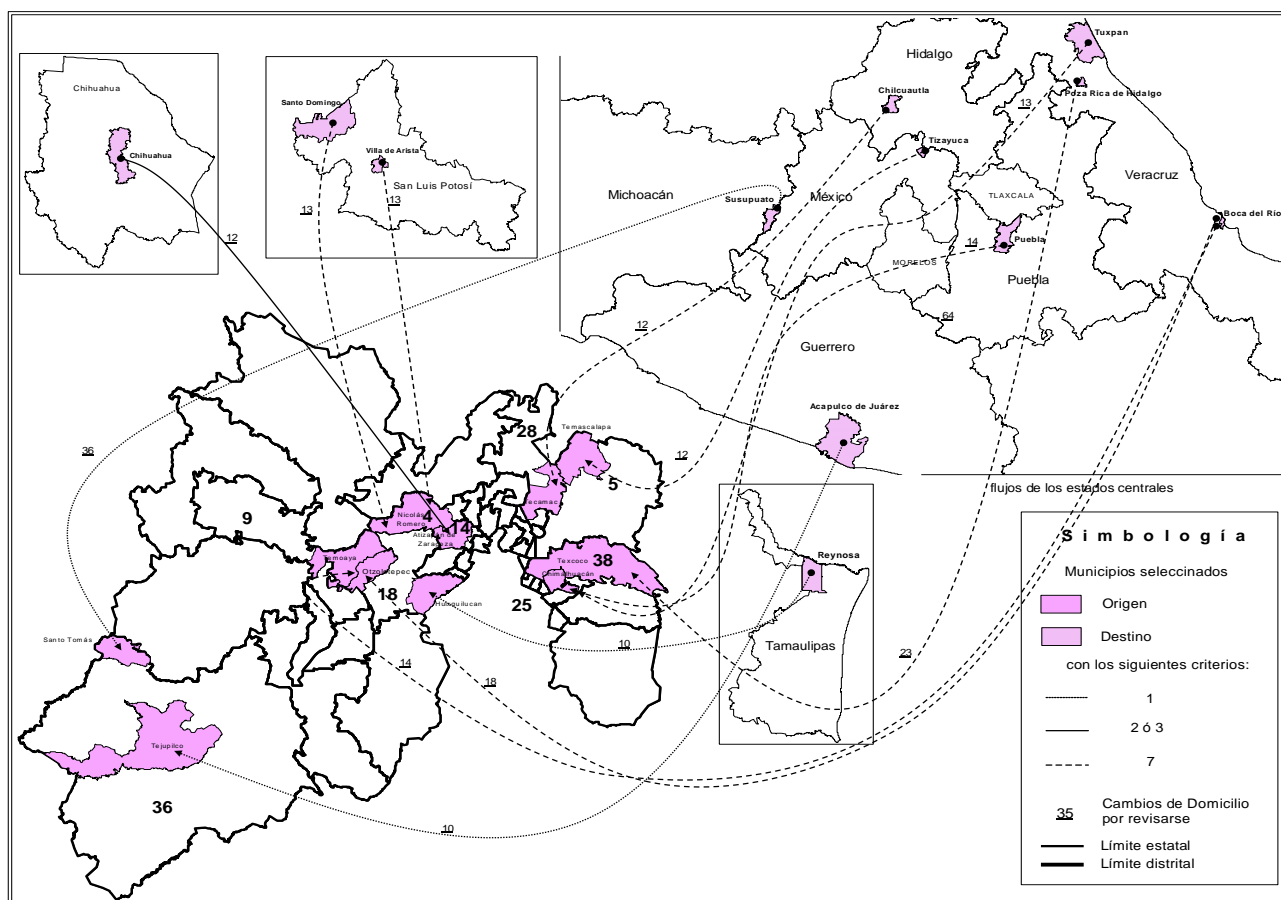 Chihuahua
Chihuahua
12
Santo Domingo
Villa de Arista
San Luis Potosí
13
13
Hidalgo
Tuxpan
Poza Rica de Hidalgo
Chilcuautla
13
Tizayuca
Michoacán
México
Susupuato
TLAXCALA
Veracruz
Boca del Río
14
Puebla
MORELOS
Puebla
64
12
Guerrero
Acapulco de Juárez
36
28
Temascalapa
12
5
Tecamac
flujos de los estados centrales
9
8
Nicolás
Romero
4
14
Atizapán de
Zaragoza
Temoaya
Otzolotepec
18
Huixquilucan
Texcoco
38
Chimalhuacán
25
Reynosa
Tamaulipas
10
23
14
18
Santo Tomás
Tejupilco
36
10
Simbología
Municipios seleccinados
Origen
Destino
con los siguientes criterios:
1
2 ó 3
7
35 Cambios de Domicilio
por revisarse
Límite estatal
Límite distrital